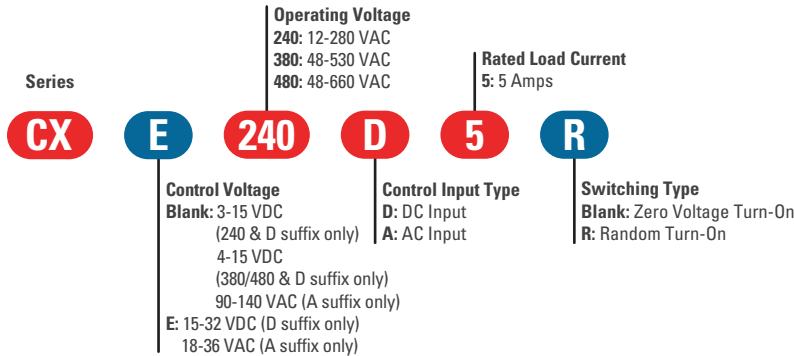 Operating Voltage
240: 12-280 VAC
380: 48-530 VAC
480: 48-660 VAC
Rated Load Current
5: 5 Amps
Series
CX E 240 D 5 R
Control Voltage
Blank: 3-15 VDC
(240 & D suffix only)
4-15 VDC
(380/480 & D suffix only)
90-140 VAC (A suffix only)
E: 15-32 VDC (D suffix only)
18-36 VAC (A suffix only)
Control Input Type
D: DC Input
A: AC Input
Switching Type
Blank: Zero Voltage Turn-On
R: Random Turn-On